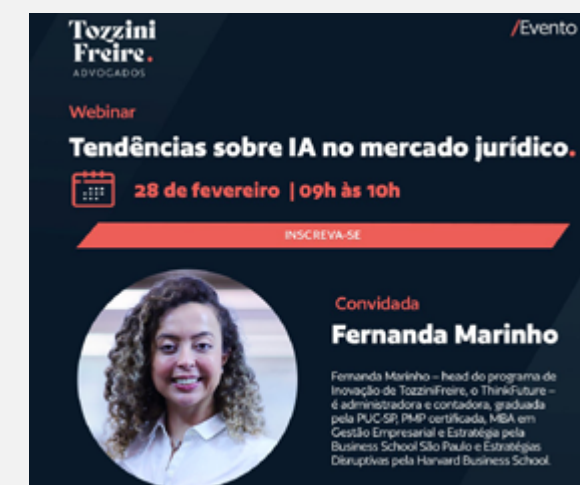 Tozzini
Freire.
ADVOGADOS
/Evento
Webinar
Tendências sobre IA no mercado jurídico.
28 de fevereiro | 09h às 10h
INSCREVA-SE
Convidada
Fernanda Marinho
Fernanda Marinho – head do programa de
Inovação de TozziniFreire, o ThinkFuture –
é administradora e contadora, graduada
pela PUC-SP, PMP certificada, MBA em
Gestão Empresarial e Estratégia pela
Business School São Paulo e Estratégias
Disruptivas pela Harvard Business School.